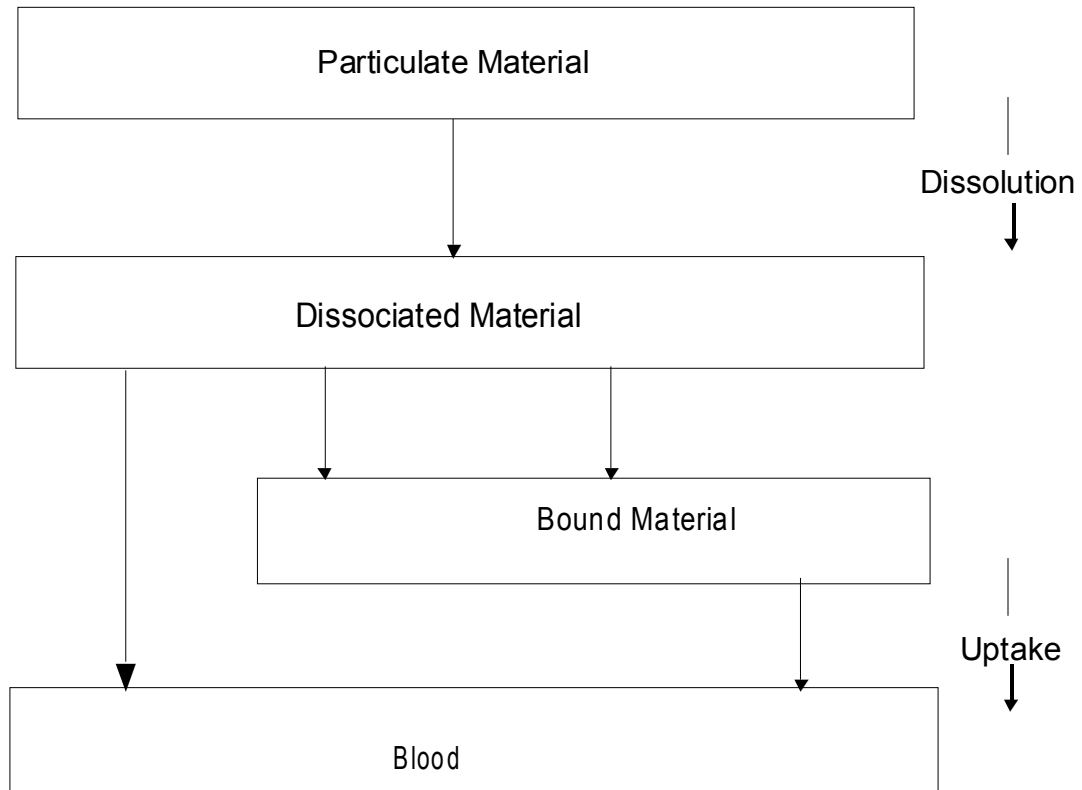 Particulate Material
Dissolution
Dissociated Material
Bound Material
Uptake
Blood